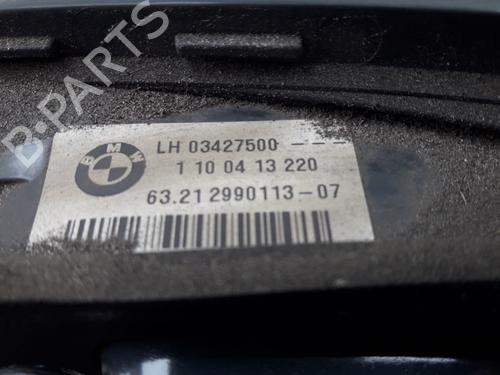 B-PARTS
BMW
LH 03427500 ---
1 10 04 13 220
63.21 2990113-07